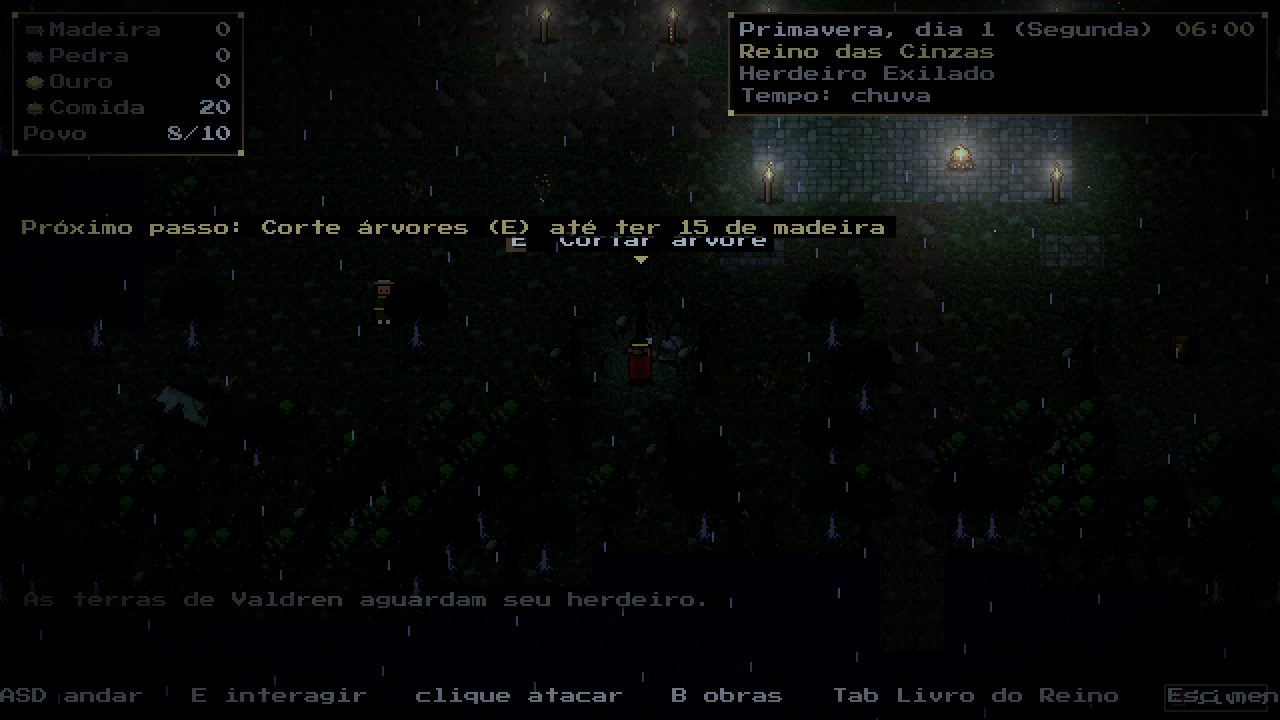 Madeira 0
Pedra 0
Ouro 0
Comida 20
Povo 8/10
Primavera, dia 1 (Segunda) 06:00
Reino das Cinzas
Herdeiro Exilado
Tempo: chuva
Próximo passo: Corte árvores (E) até ter 15 de madeira
E Cortar árvore
As terras de Valdren aguardam seu herdeiro.
ASD andar E interagir clique atacar B obras Tab Livro do Reino